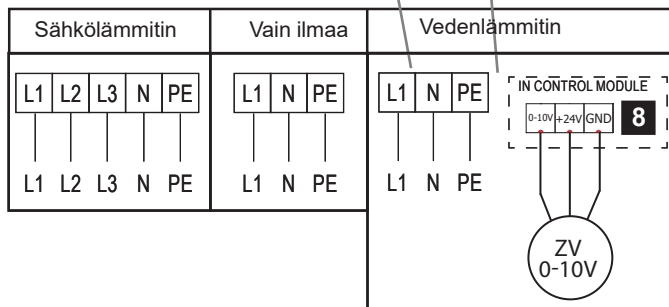 Sähkölämmitin
Vain ilmaa
Vedenlämmitin
L1 L2 L3 N PE
L1 L2 L3 N PE
L1 N PE
L1 N PE
L1 N PE
L1 N PE
IN CONTROL MODULE
0-10V +24V GND 8
ZV
0-10V